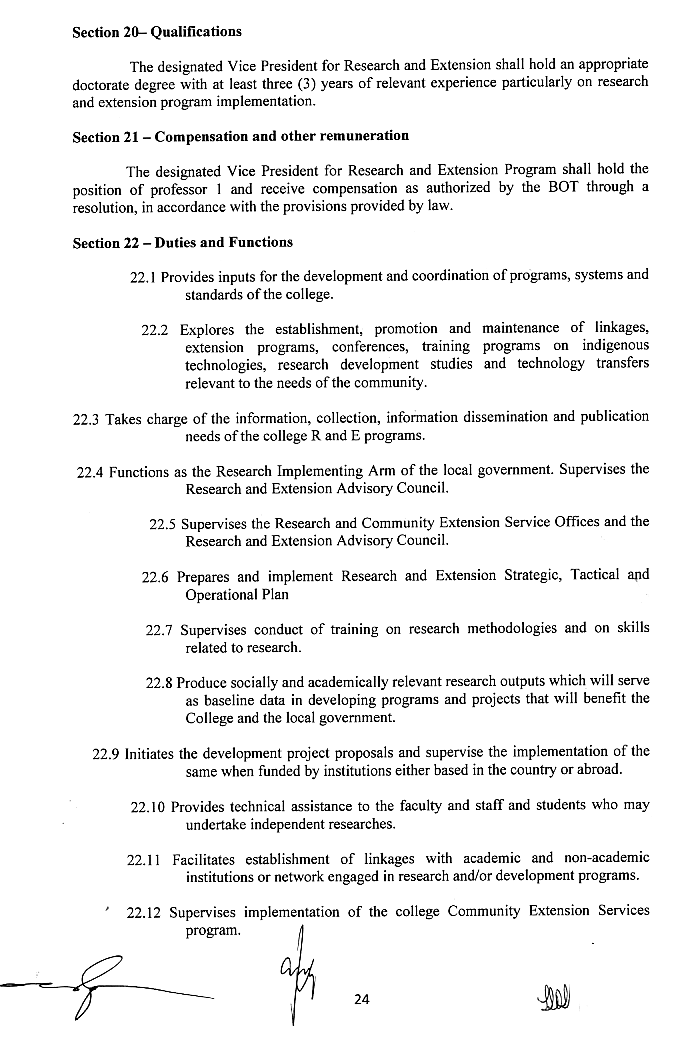 Section 20– Qualifications
The designated Vice President for Research and Extension shall hold an appropriate
doctorate degree with at least three (3) years of relevant experience particularly on research
and extension program implementation.
Section 21 – Compensation and other remuneration
The designated Vice President for Research and Extension Program shall hold the
position of professor 1 and receive compensation as authorized by the BOT through a
resolution, in accordance with the provisions provided by law.
Section 22 – Duties and Functions
22.1 Provides inputs for the development and coordination of programs, systems and
standards of the college.
22.2 Explores the establishment, promotion and maintenance of linkages,
extension programs, conferences, training programs on indigenous
technologies, research development studies and technology transfers
relevant to the needs of the community.
22.3 Takes charge of the information, collection, information dissemination and publication
needs of the college R and E programs.
22.4 Functions as the Research Implementing Arm of the local government. Supervises the
Research and Extension Advisory Council.
22.5 Supervises the Research and Community Extension Service Offices and the
Research and Extension Advisory Council.
22.6 Prepares and implement Research and Extension Strategic, Tactical and
Operational Plan
22.7 Supervises conduct of training on research methodologies and on skills
related to research.
22.8 Produce socially and academically relevant research outputs which will serve
as baseline data in developing programs and projects that will benefit the
College and the local government.
22.9 Initiates the development project proposals and supervise the implementation of the
same when funded by institutions either based in the country or abroad.
22.10 Provides technical assistance to the faculty and staff and students who may
undertake independent researches.
22.11 Facilitates establishment of linkages with academic and non-academic
institutions or network engaged in research and/or development programs.
22.12 Supervises implementation of the college Community Extension Services
program.
24